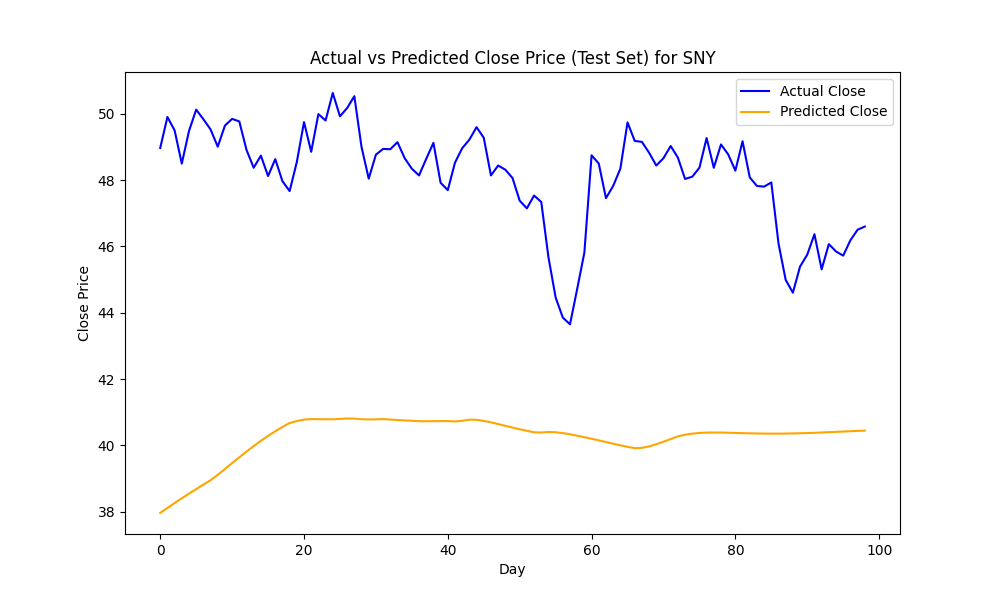 Actual vs Predicted Close Price (Test Set) for SNY
Actual Close
Predicted Close
Close Price
50
48
46
44
42
40
38
0 20 40 60 80 100
Day